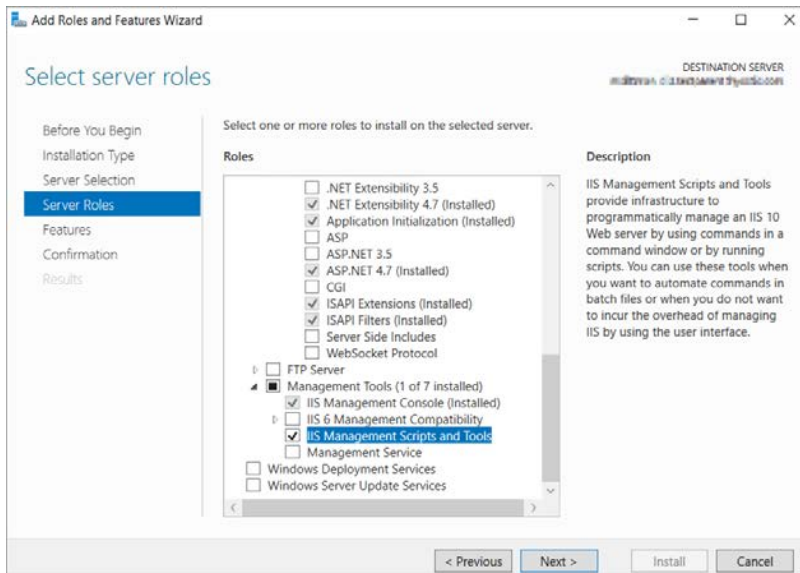 Add Roles and Features Wizard
Select server roles
DESTINATION SERVER
Before You Begin
Installation Type
Server Selection
Server Roles
Features
Confirmation
Results
Select one or more roles to install on the selected server.
Roles
.NET Extensibility 3.5
.NET Extensibility 4.7 (Installed)
Application Initialization (Installed)
ASP
ASP.NET 3.5
ASP.NET 4.7 (Installed)
CGI
ISAPI Extensions (Installed)
ISAPI Filters (Installed)
Server Side Includes
WebSocket Protocol
FTP Server
Management Tools (1 of 7 installed)
IIS Management Console (Installed)
IIS 6 Management Compatibility
IIS Management Scripts and Tools
Management Service
Windows Deployment Services
Windows Server Update Services
Description
IIS Management Scripts and Tools
provide infrastructure to
programmatically manage an IIS 10
Web server by using commands in a
command window or by running
scripts. You can use these tools when
you want to automate commands in
batch files or when you do not want
to incur the overhead of managing
IIS by using the user interface.
< Previous
Next >
Install
Cancel